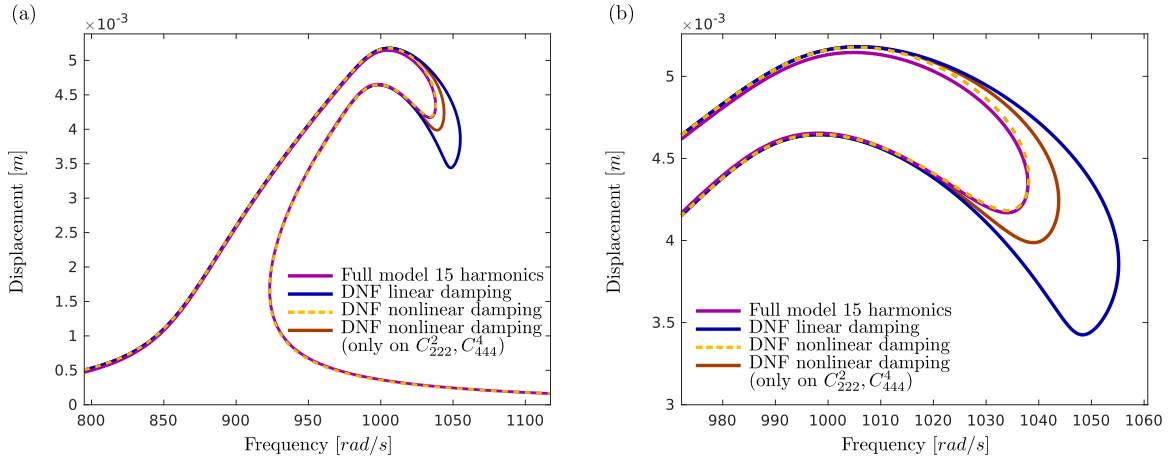 (a)
×10⁻³
5
4.5
4
3.5
3
2.5
2
1.5
1
0.5
0
Displacement [m]
800 850 900 950 1000 1050 1100
Frequency [rad/s]
Full model 15 harmonics
DNF linear damping
DNF nonlinear damping
DNF nonlinear damping
(only on C²₂₂₂, C⁴₄₄₄)
(b)
×10⁻³
5
4.5
4
3.5
3
Displacement [m]
980 990 1000 1010 1020 1030 1040 1050 1060
Frequency [rad/s]
Full model 15 harmonics
DNF linear damping
DNF nonlinear damping
DNF nonlinear damping
(only on C²₂₂₂, C⁴₄₄₄)